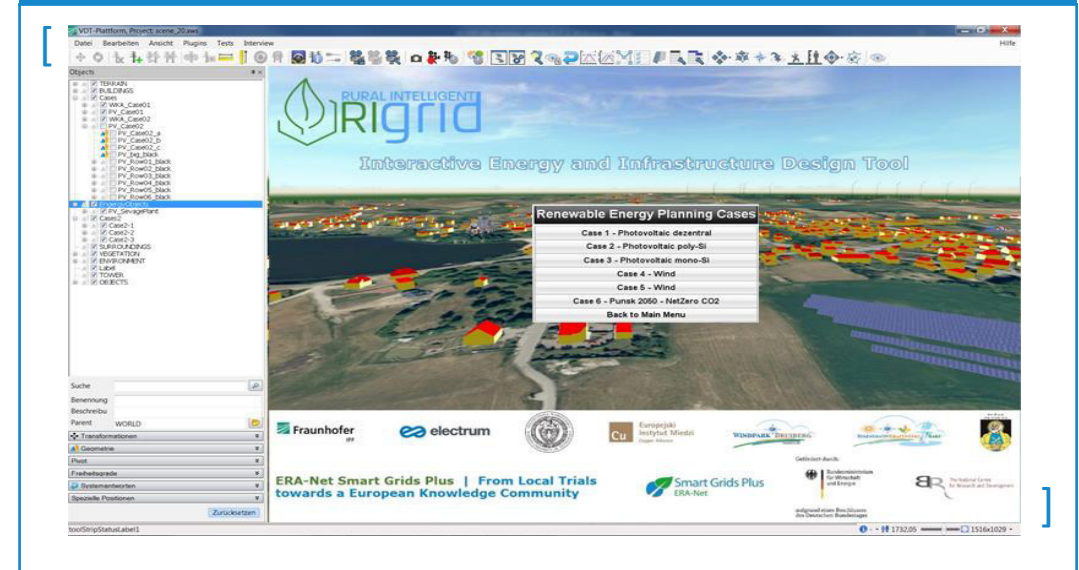 VDT-Plattform, Project: scene_20.aws
Datei Bearbeiten Ansicht Plugins Tests Interview
Hilfe
Objects
TERRAIN
BUILDINGS
Cases
WKA_Case01
PV_Case01
WKA_Case02
PV_Case02
PV_Case02_a
PV_Case02_b
PV_Case02_c
PV_bg_black
PV_Row01_black
PV_Row02_black
PV_Row03_black
PV_Row04_black
PV_Row05_black
PV_Row06_black
PV_SevagePlant
Cases2
Case2-1
Case2-2
Case2-3
SURROUNDINGS
VEGETATION
ENVIRONMENT
Label
TOWER
OBJECTS
RURAL INTELLIGENT
RIgrid
Interactive Energy and Infrastructure Design Tool
Renewable Energy Planning Cases
Case 1 - Photovoltaic dezentral
Case 2 - Photovoltaic poly-Si
Case 3 - Photovoltaic mono-Si
Case 4 - Wind
Case 5 - Wind
Case 6 - Punsk 2050 - NetZero CO2
Back to Main Menu
Suche
Benennung
Beschreibu
Parent WORLD
Transformationen
Geometrie
Pivot
Freiheitsgrade
Systemantworten
Spezielle Positionen
Zurücksetzen
Fraunhofer
IFF
electrum
Cu
Europejski
Instytut Miedzi
WINDPARK DRUIBERG
ERA-Net Smart Grids Plus | From Local Trials
towards a European Knowledge Community
Smart Grids Plus
ERA-Net
Gefördert durch:
Bundesministerium
für Wirtschaft
und Energie
aufgrund eines Beschlusses
des Deutschen Bundestages
The National Centre
for Research and Development
toolStripStatusLabel1
1732,05
1516x1029